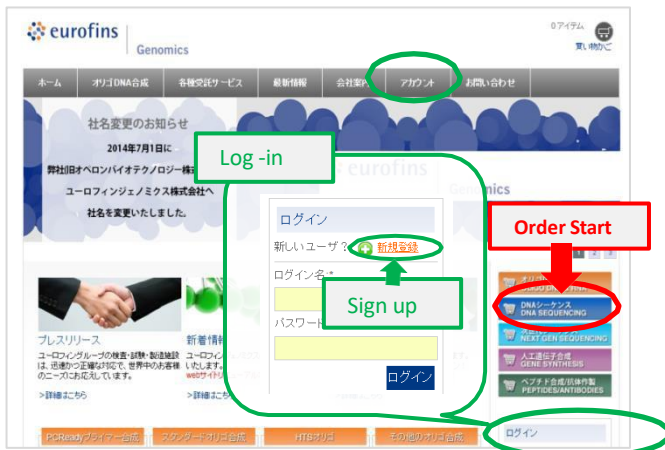 eurofins
Genomics
0アイテム
買い物かご
ホーム オリゴDNA合成 各種受託サービス 最新情報 会社案内 アカウント お問い合わせ
社名変更のお知らせ
2014年7月1日に
弊社旧オペロンバイオテクノロジー株
ユーロフィンジェノミクス株式会社へ
社名を変更いたしました。
Log -in
eurofins
ログイン
新しいユーザ? 新規登録
ログイン名:*
Sign up
パスワード
ログイン
Order Start
1 2 3
DNAシーケンス
DNA SEQUENCING
NEXT GEN SEQUENCING
人工遺伝子合成
GENE SYNTHESIS
ペプチド合成/抗体作製
PEPTIDES/ANTIBODIES
プレスリリース
ユーロフィングループの検査・試験・製造施設
は、迅速かつ正確な対応で、世界中のお客様
のニーズにお応えしています。
>詳細はこちら
新着情報
>詳細はこちら
PCReadyプライマー合成 スタンダードオリゴ合成 HTBオリゴ その他のオリゴ合成
ログイン